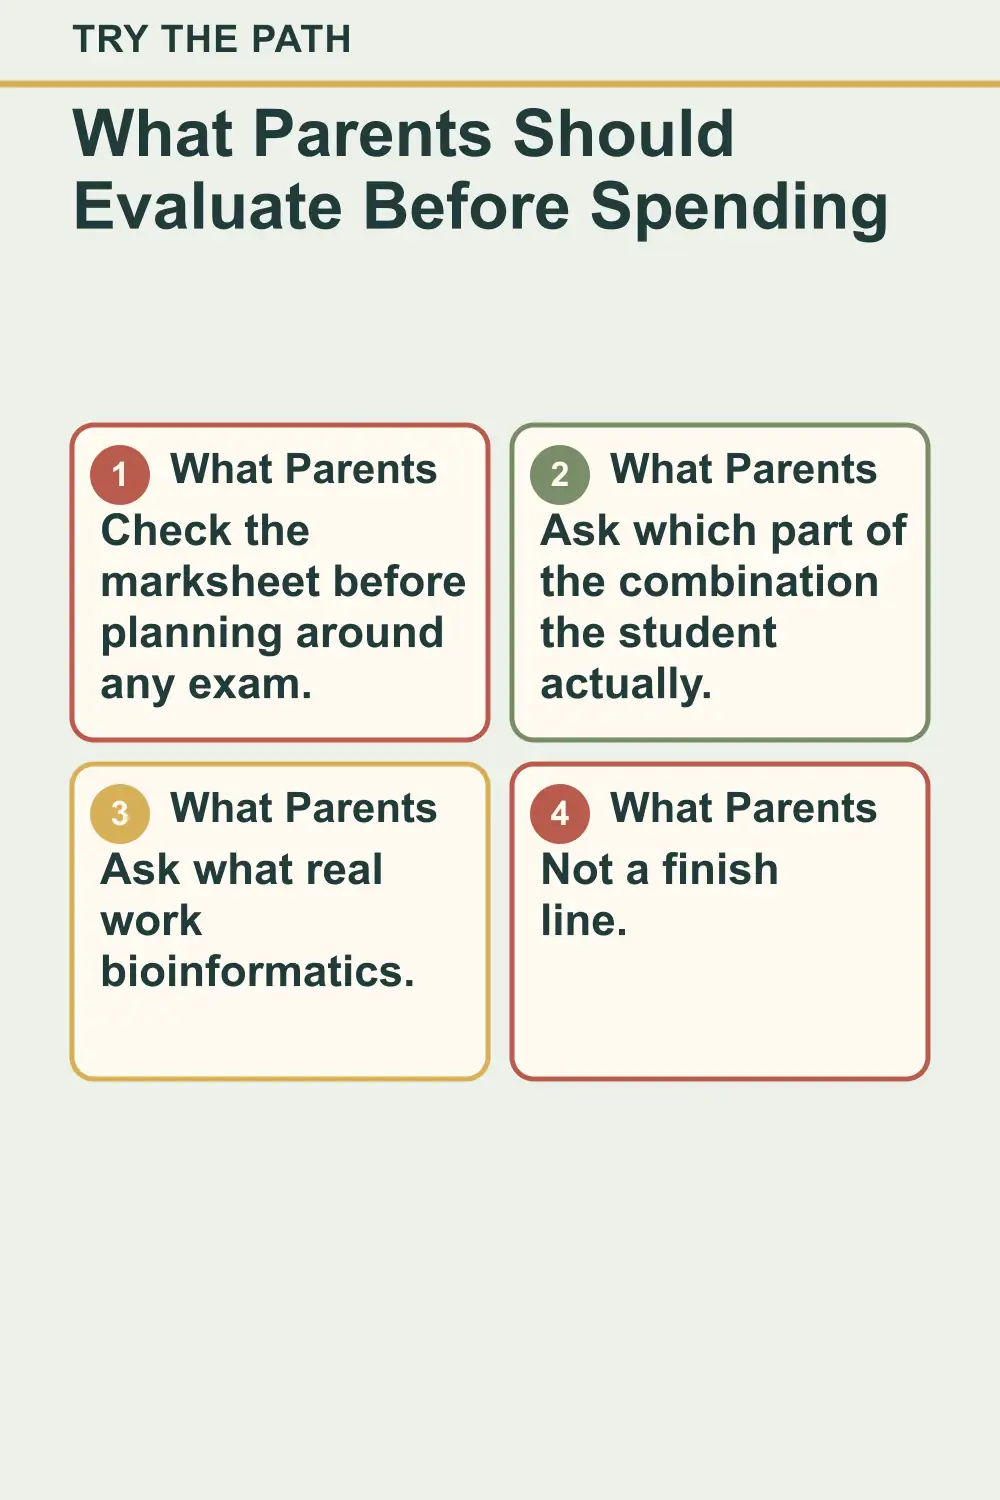 TRY THE PATH
What Parents Should
Evaluate Before Spending
1 What Parents
Check the
marksheet before
planning around
any exam.
2 What Parents
Ask which part of
the combination
the student
actually.
3 What Parents
Ask what real
work
bioinformatics.
4 What Parents
Not a finish
line.